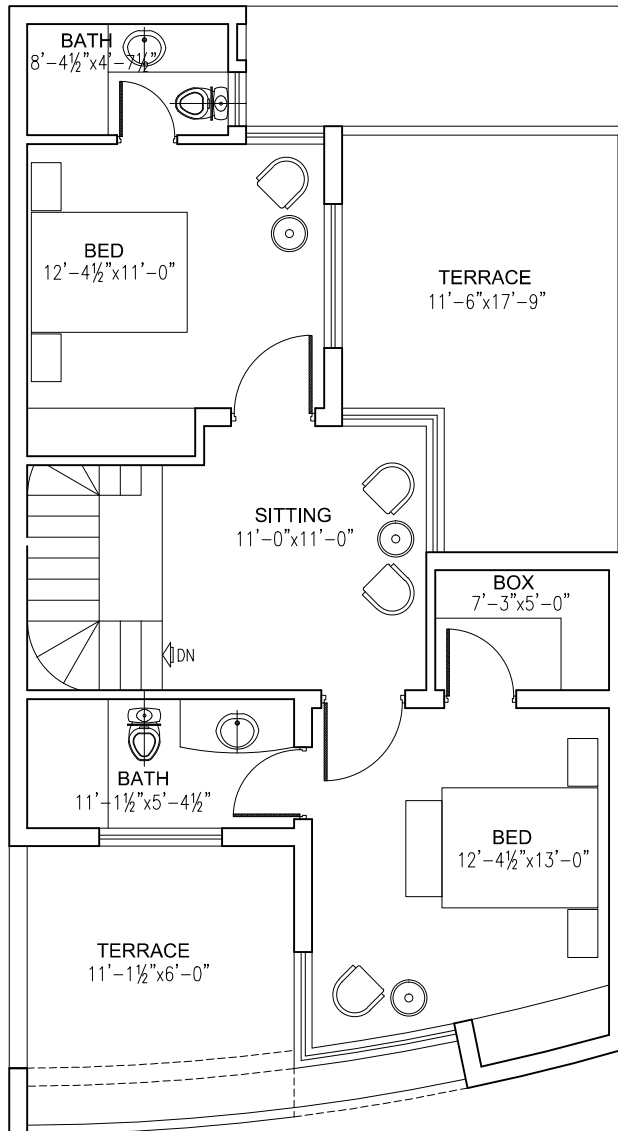 BATH
8'-4½"x4'-7½"
BED
12'-4½"x11'-0"
TERRACE
11'-6"x17'-9"
SITTING
11'-0"x11'-0"
BOX
7'-3"x5'-0"
DN
BATH
11'-1½"x5'-4½"
BED
12'-4½"x13'-0"
TERRACE
11'-1½"x6'-0"